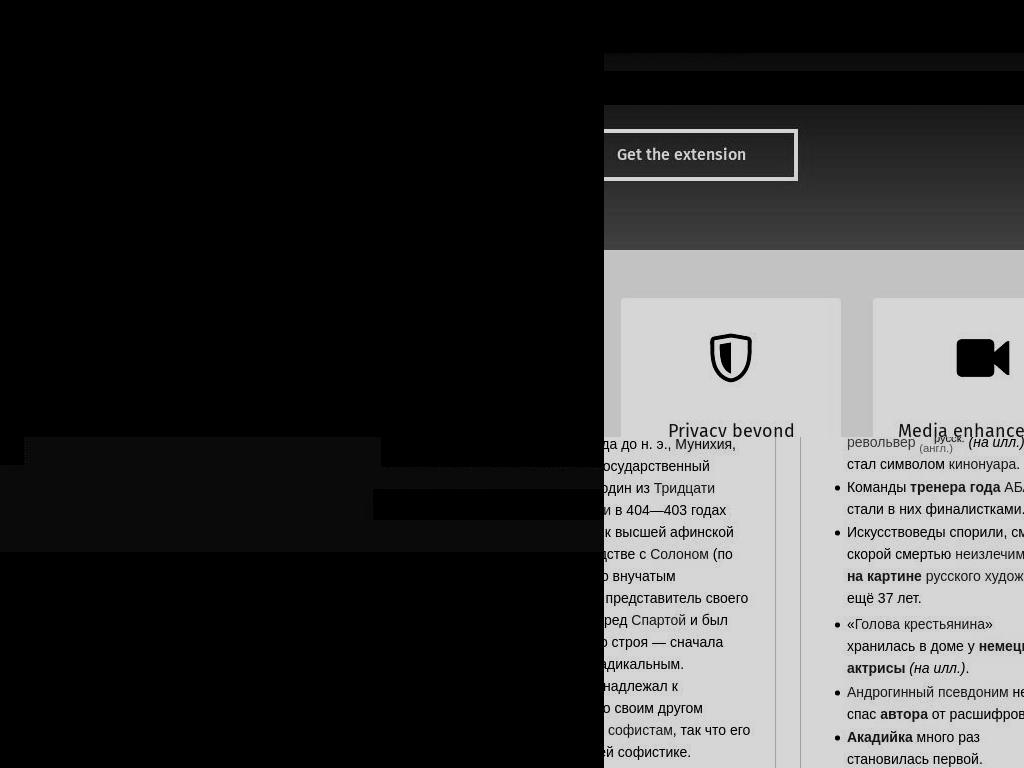 Get the extension
Privacy beyond
Media enhance
да до н. э., Мунихия,
осударственный
один из Тридцати
и в 404—403 годах
к высшей афинской
дстве с Солоном (по
о внучатым
представитель своего
ред Спартой и был
о строя — сначала
адикальным.
надлежал к
о своим другом
софистам, так что его
ей софистике.
револьвер русск. (англ.) (на илл.)
стал символом кинонуара.
Команды тренера года АБА
стали в них финалистками.
Искусствоведы спорили, см
скорой смертью неизлечим
на картине русского худож
ещё 37 лет.
«Голова крестьянина»
хранилась в доме у немец
актрисы (на илл.).
Андрогинный псевдоним не
спас автора от расшифров
Акадийка много раз
становилась первой.